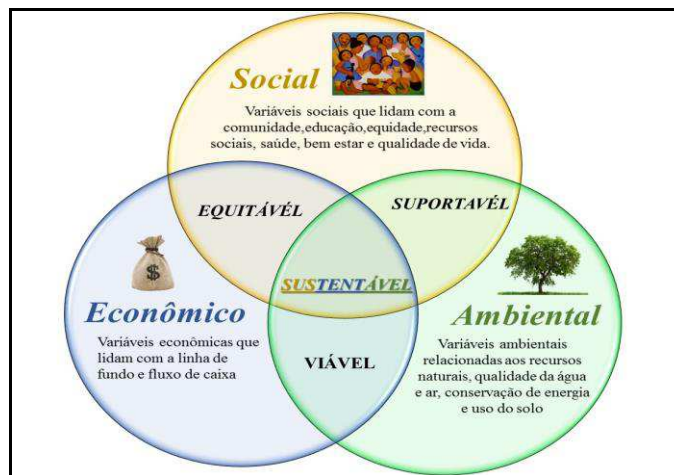 Social
Variáveis sociais que lidam com a
comunidade,educação,equidade,recursos
sociais, saúde, bem estar e qualidade de vida.
EQUITÁVÉL
SUPORTAVÉL
$
SUSTENTÁVEL
Econômico
Variáveis econômicas que
lidam com a linha de
fundo e fluxo de caixa
Ambiental
Variáveis ambientais
relacionadas aos recursos
naturais, qualidade da água
e ar, conservação de energia
e uso do solo
VIÁVEL